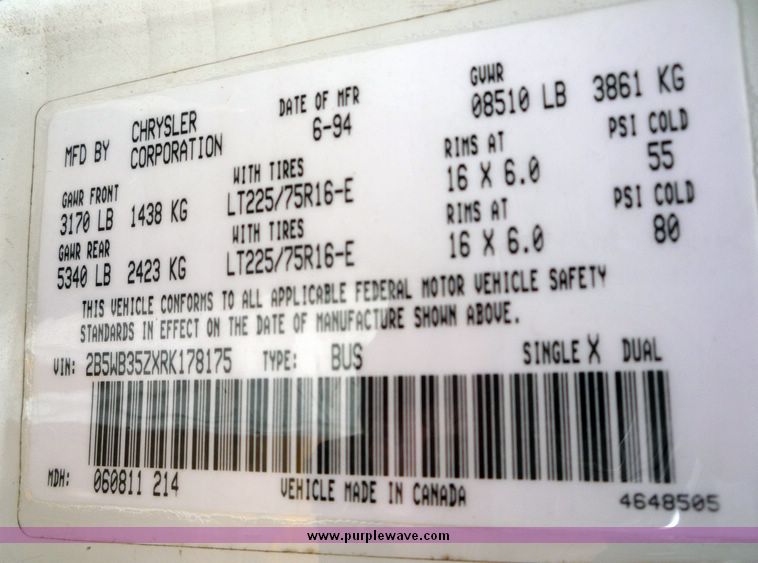 MFD BY CHRYSLER CORPORATION DATE OF MFR 6-94 GVWR 08510 LB 3861 KG
GAWR FRONT WITH TIRES RIMS AT PSI COLD
3170 LB 1438 KG LT225/75R16-E 16 X 6.0 55
GAWR REAR WITH TIRES RIMS AT PSI COLD
5340 LB 2423 KG LT225/75R16-E 16 X 6.0 80
THIS VEHICLE CONFORMS TO ALL APPLICABLE FEDERAL MOTOR VEHICLE SAFETY
STANDARDS IN EFFECT ON THE DATE OF MANUFACTURE SHOWN ABOVE.
VIN: 2B5WB35ZXRK178175 TYPE: BUS SINGLE X DUAL
MDH: 060811 214 VEHICLE MADE IN CANADA 4648505
www.purplewave.com